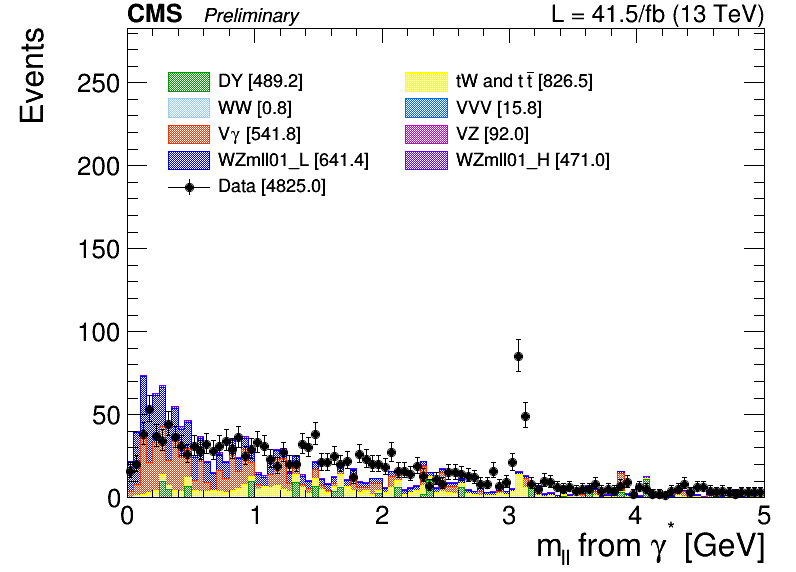 CMS Preliminary L = 41.5/fb (13 TeV)
Events
250
200
150
100
50
0
DY [489.2] tW and tt̅ [826.5]
WW [0.8] VVV [15.8]
Vγ [541.8] VZ [92.0]
WZmll01_L [641.4] WZmll01_H [471.0]
Data [4825.0]
0 1 2 3 4 5
m_ll from γ* [GeV]